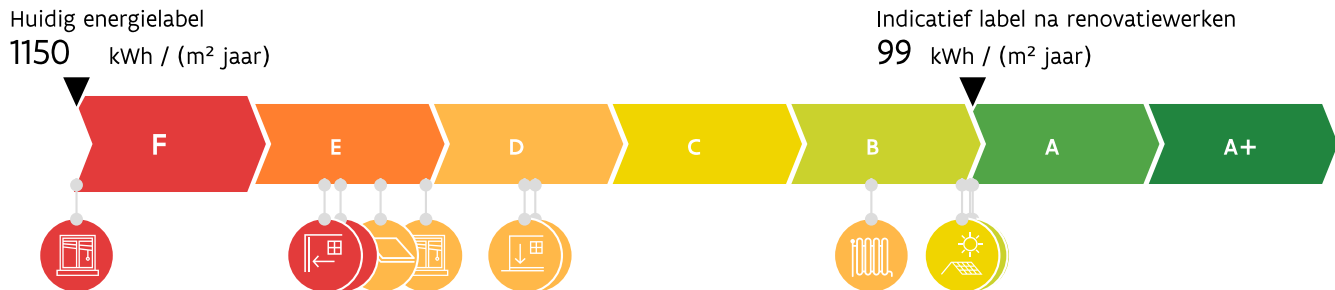 Huidig energielabel
1150 kWh / (m² jaar)
Indicatief label na renovatiewerken
99 kWh / (m² jaar)
F E D C B A A+